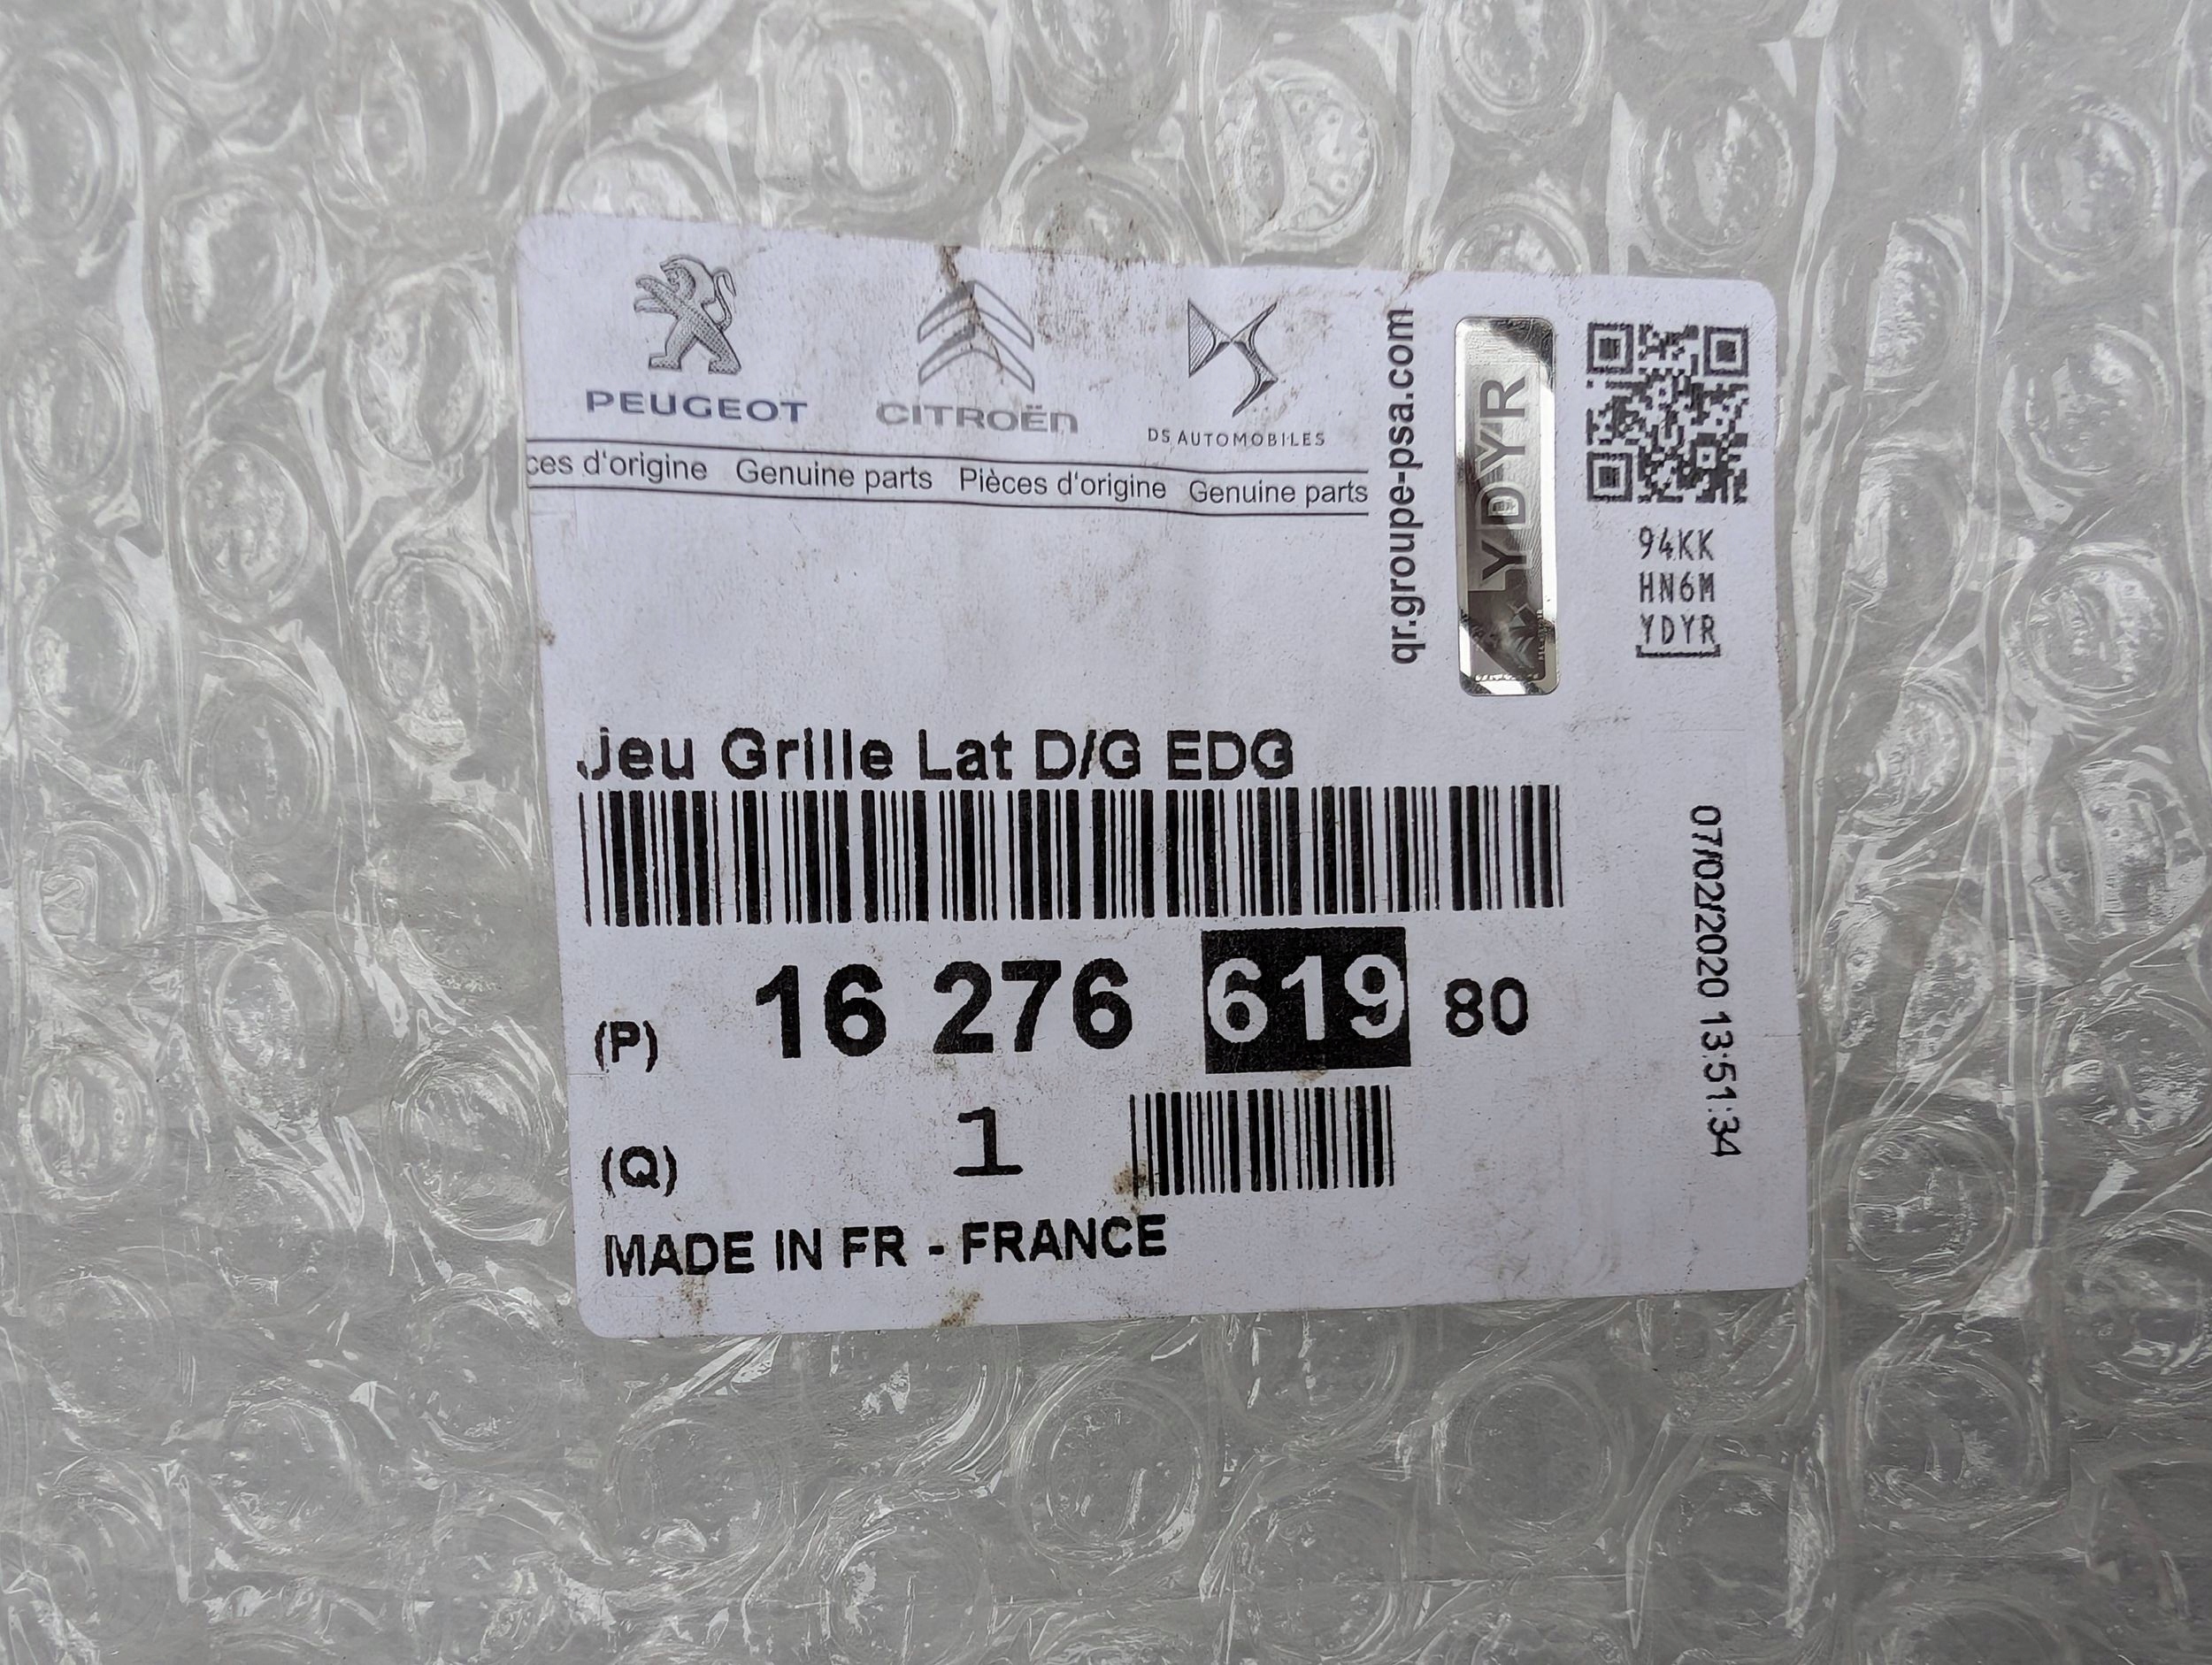 PEUGEOT
CITROËN
DS AUTOMOBILES
ces d'origine Genuine parts Pièces d'origine Genuine parts
qr.groupe-psa.com
YDYR
94KK
HN6M
YDYR
Jeu Grille Lat D/G EDG
(P) 16 276 619 80
(Q) 1
MADE IN FR - FRANCE
07/02/2020 13:51:34